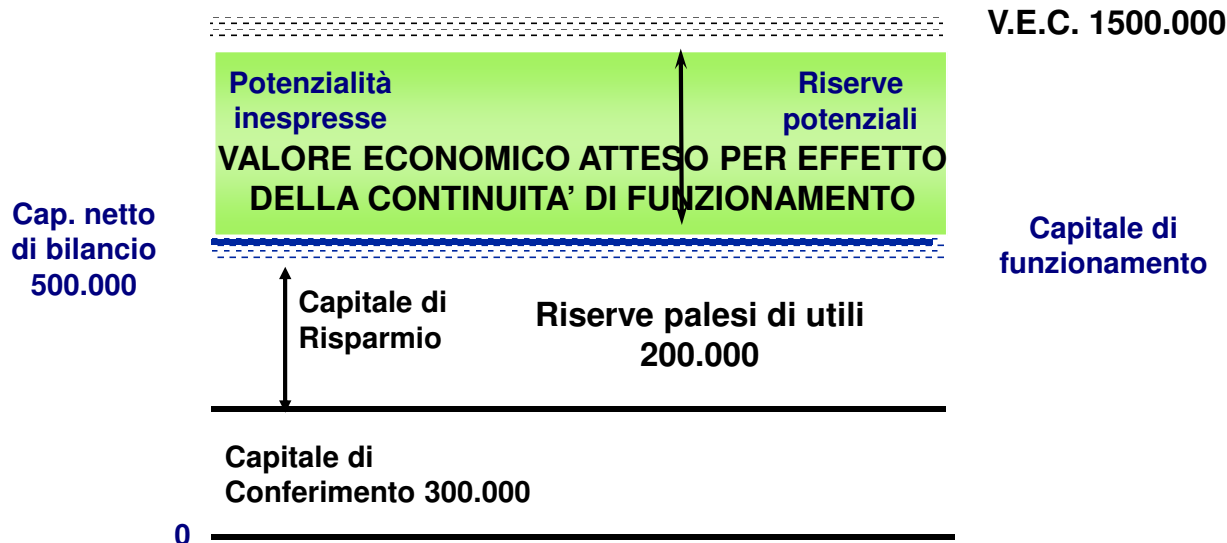 V.E.C. 1500.000
Potenzialità
inespresse
Riserve
potenziali
VALORE ECONOMICO ATTESO PER EFFETTO
DELLA CONTINUITA’ DI FUNZIONAMENTO
Cap. netto
di bilancio
500.000
Capitale di
funzionamento
Capitale di
Risparmio
Riserve palesi di utili
200.000
Capitale di
Conferimento 300.000
0